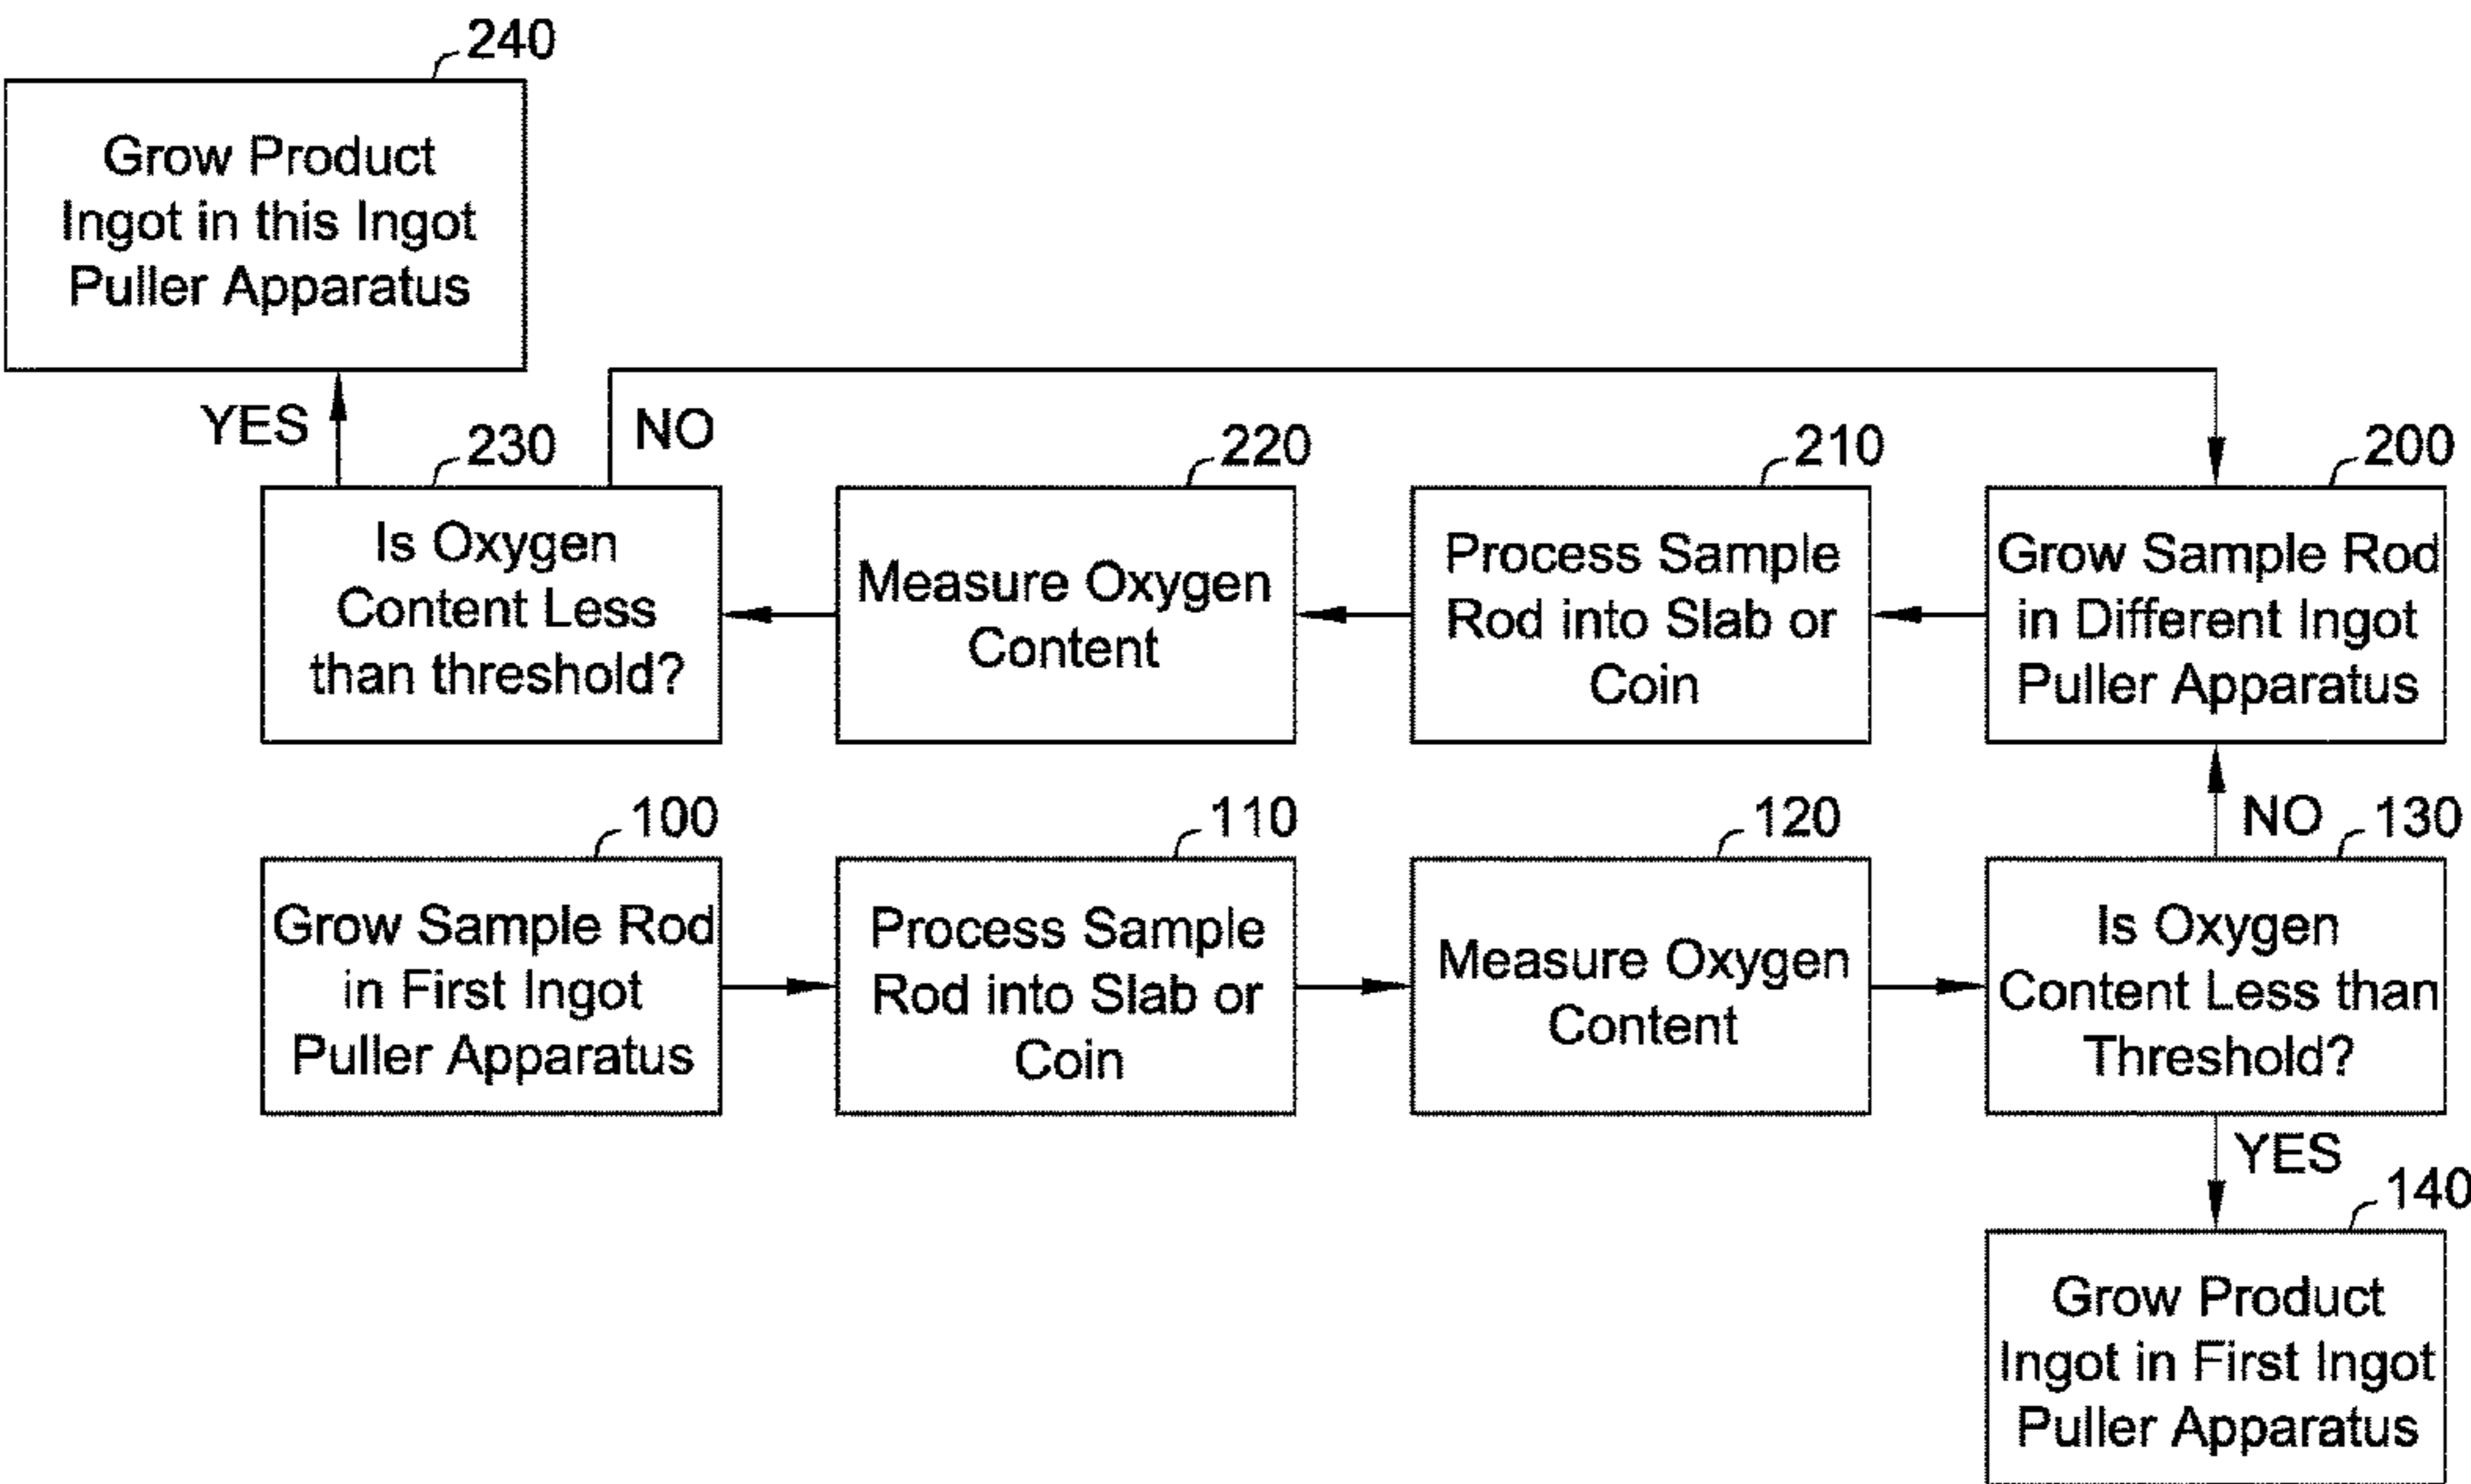 240
Grow Product
Ingot in this Ingot
Puller Apparatus
YES
NO
230
Is Oxygen
Content Less
than threshold?
220
Measure Oxygen
Content
210
Process Sample
Rod into Slab or
Coin
200
Grow Sample Rod
in Different Ingot
Puller Apparatus
100
Grow Sample Rod
in First Ingot
Puller Apparatus
110
Process Sample
Rod into Slab or
Coin
120
Measure Oxygen
Content
NO
130
Is Oxygen
Content Less than
Threshold?
YES
140
Grow Product
Ingot in First Ingot
Puller Apparatus